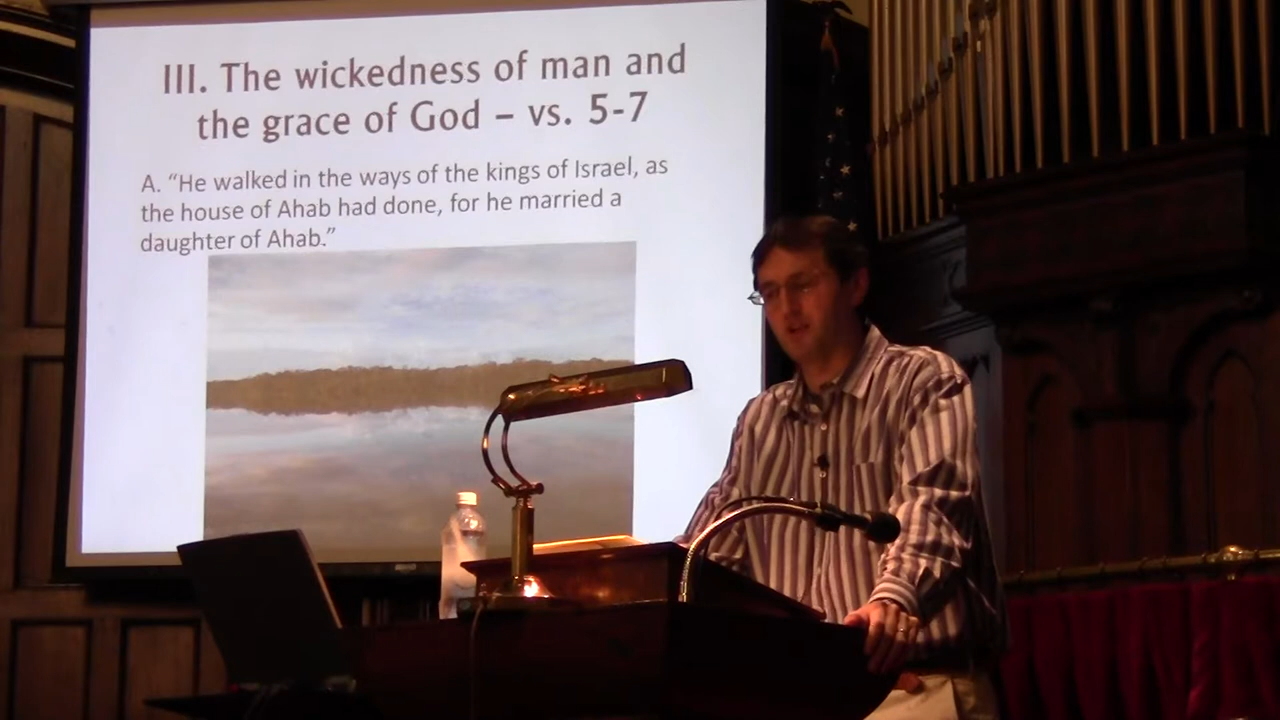 III. The wickedness of man and
the grace of God – vs. 5-7
A. “He walked in the ways of the kings of Israel, as
the house of Ahab had done, for he married a
daughter of Ahab.”